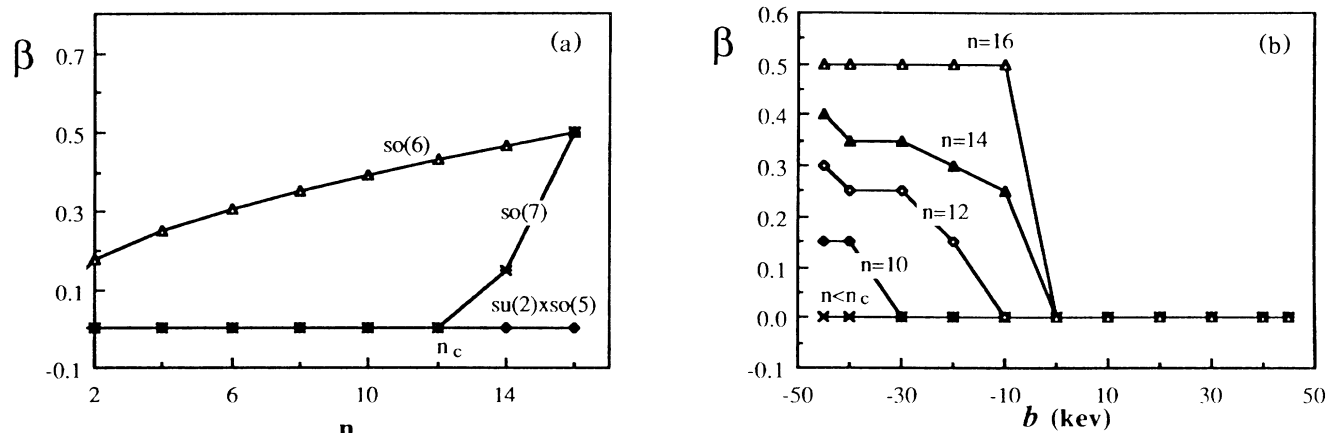 β
(a)
0.7
0.5
0.3
0.1
-0.1
so(6)
so(7)
su(2)xso(5)
n c
2
6
10
14
n
β
(b)
0.6
0.5
0.4
0.3
0.2
0.1
0.0
-0.1
n=16
n=14
n=12
n=10
n<n c
-50
-30
-10
10
30
50
b (kev)